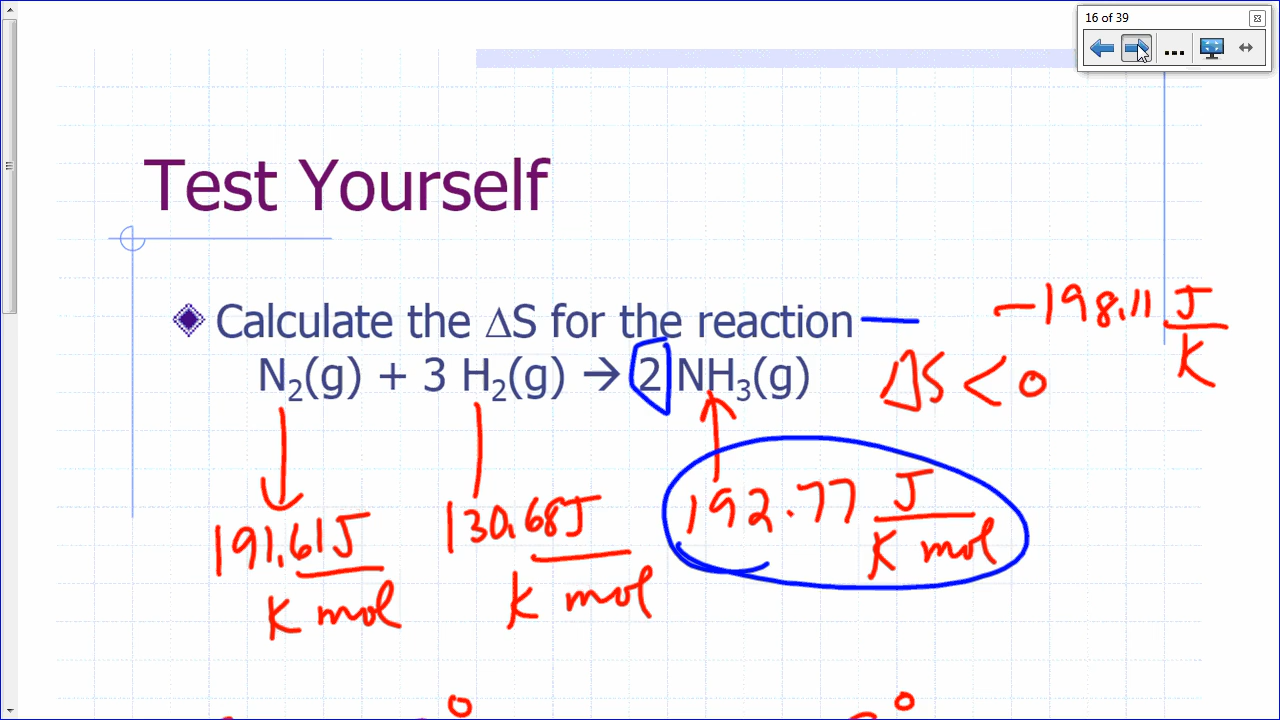 16 of 39
Test Yourself
Calculate the ΔS for the reaction
N₂(g) + 3 H₂(g) → 2 NH₃(g)
-198.11 J/K
ΔS < 0
191.61 J/K mol
130.68 J/K mol
192.77 J/K mol